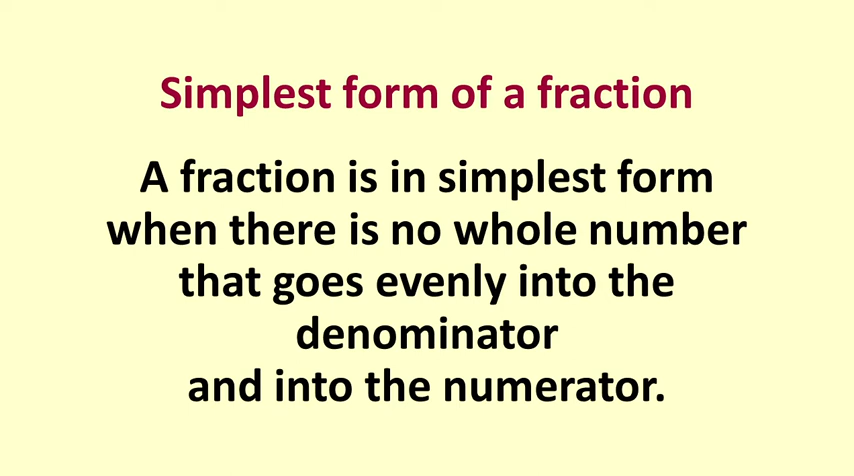 Simplest form of a fraction
A fraction is in simplest form
when there is no whole number
that goes evenly into the
denominator
and into the numerator.